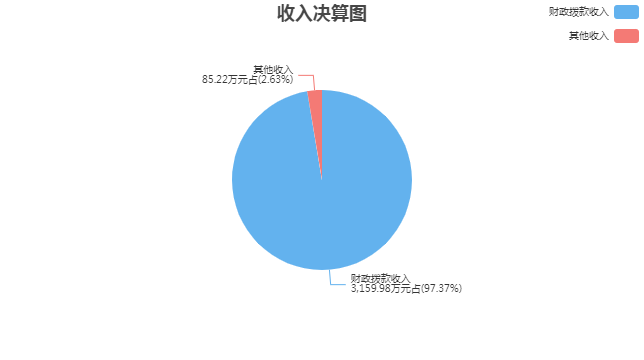 收入决算图
财政拨款收入
其他收入
其他收入
85.22万元占(2.63%)
财政拨款收入
3,159.98万元占(97.37%)